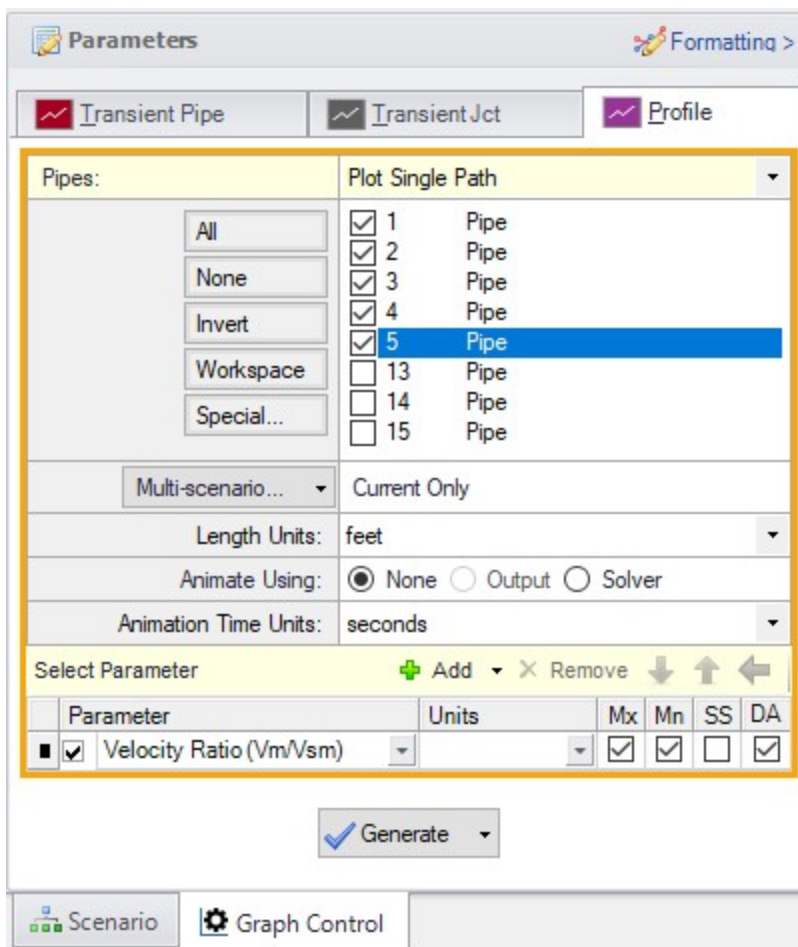 Parameters
Formatting >
Transient Pipe
Transient Jct
Profile
Pipes:
Plot Single Path
All
None
Invert
Workspace
Special...
1 Pipe
2 Pipe
3 Pipe
4 Pipe
5 Pipe
13 Pipe
14 Pipe
15 Pipe
Multi-scenario...
Current Only
Length Units:
feet
Animate Using:
None
Output
Solver
Animation Time Units:
seconds
Select Parameter
Add
Remove
Parameter
Units
Mx
Mn
SS
DA
Velocity Ratio (Vm/Vsm)
Generate
Scenario
Graph Control